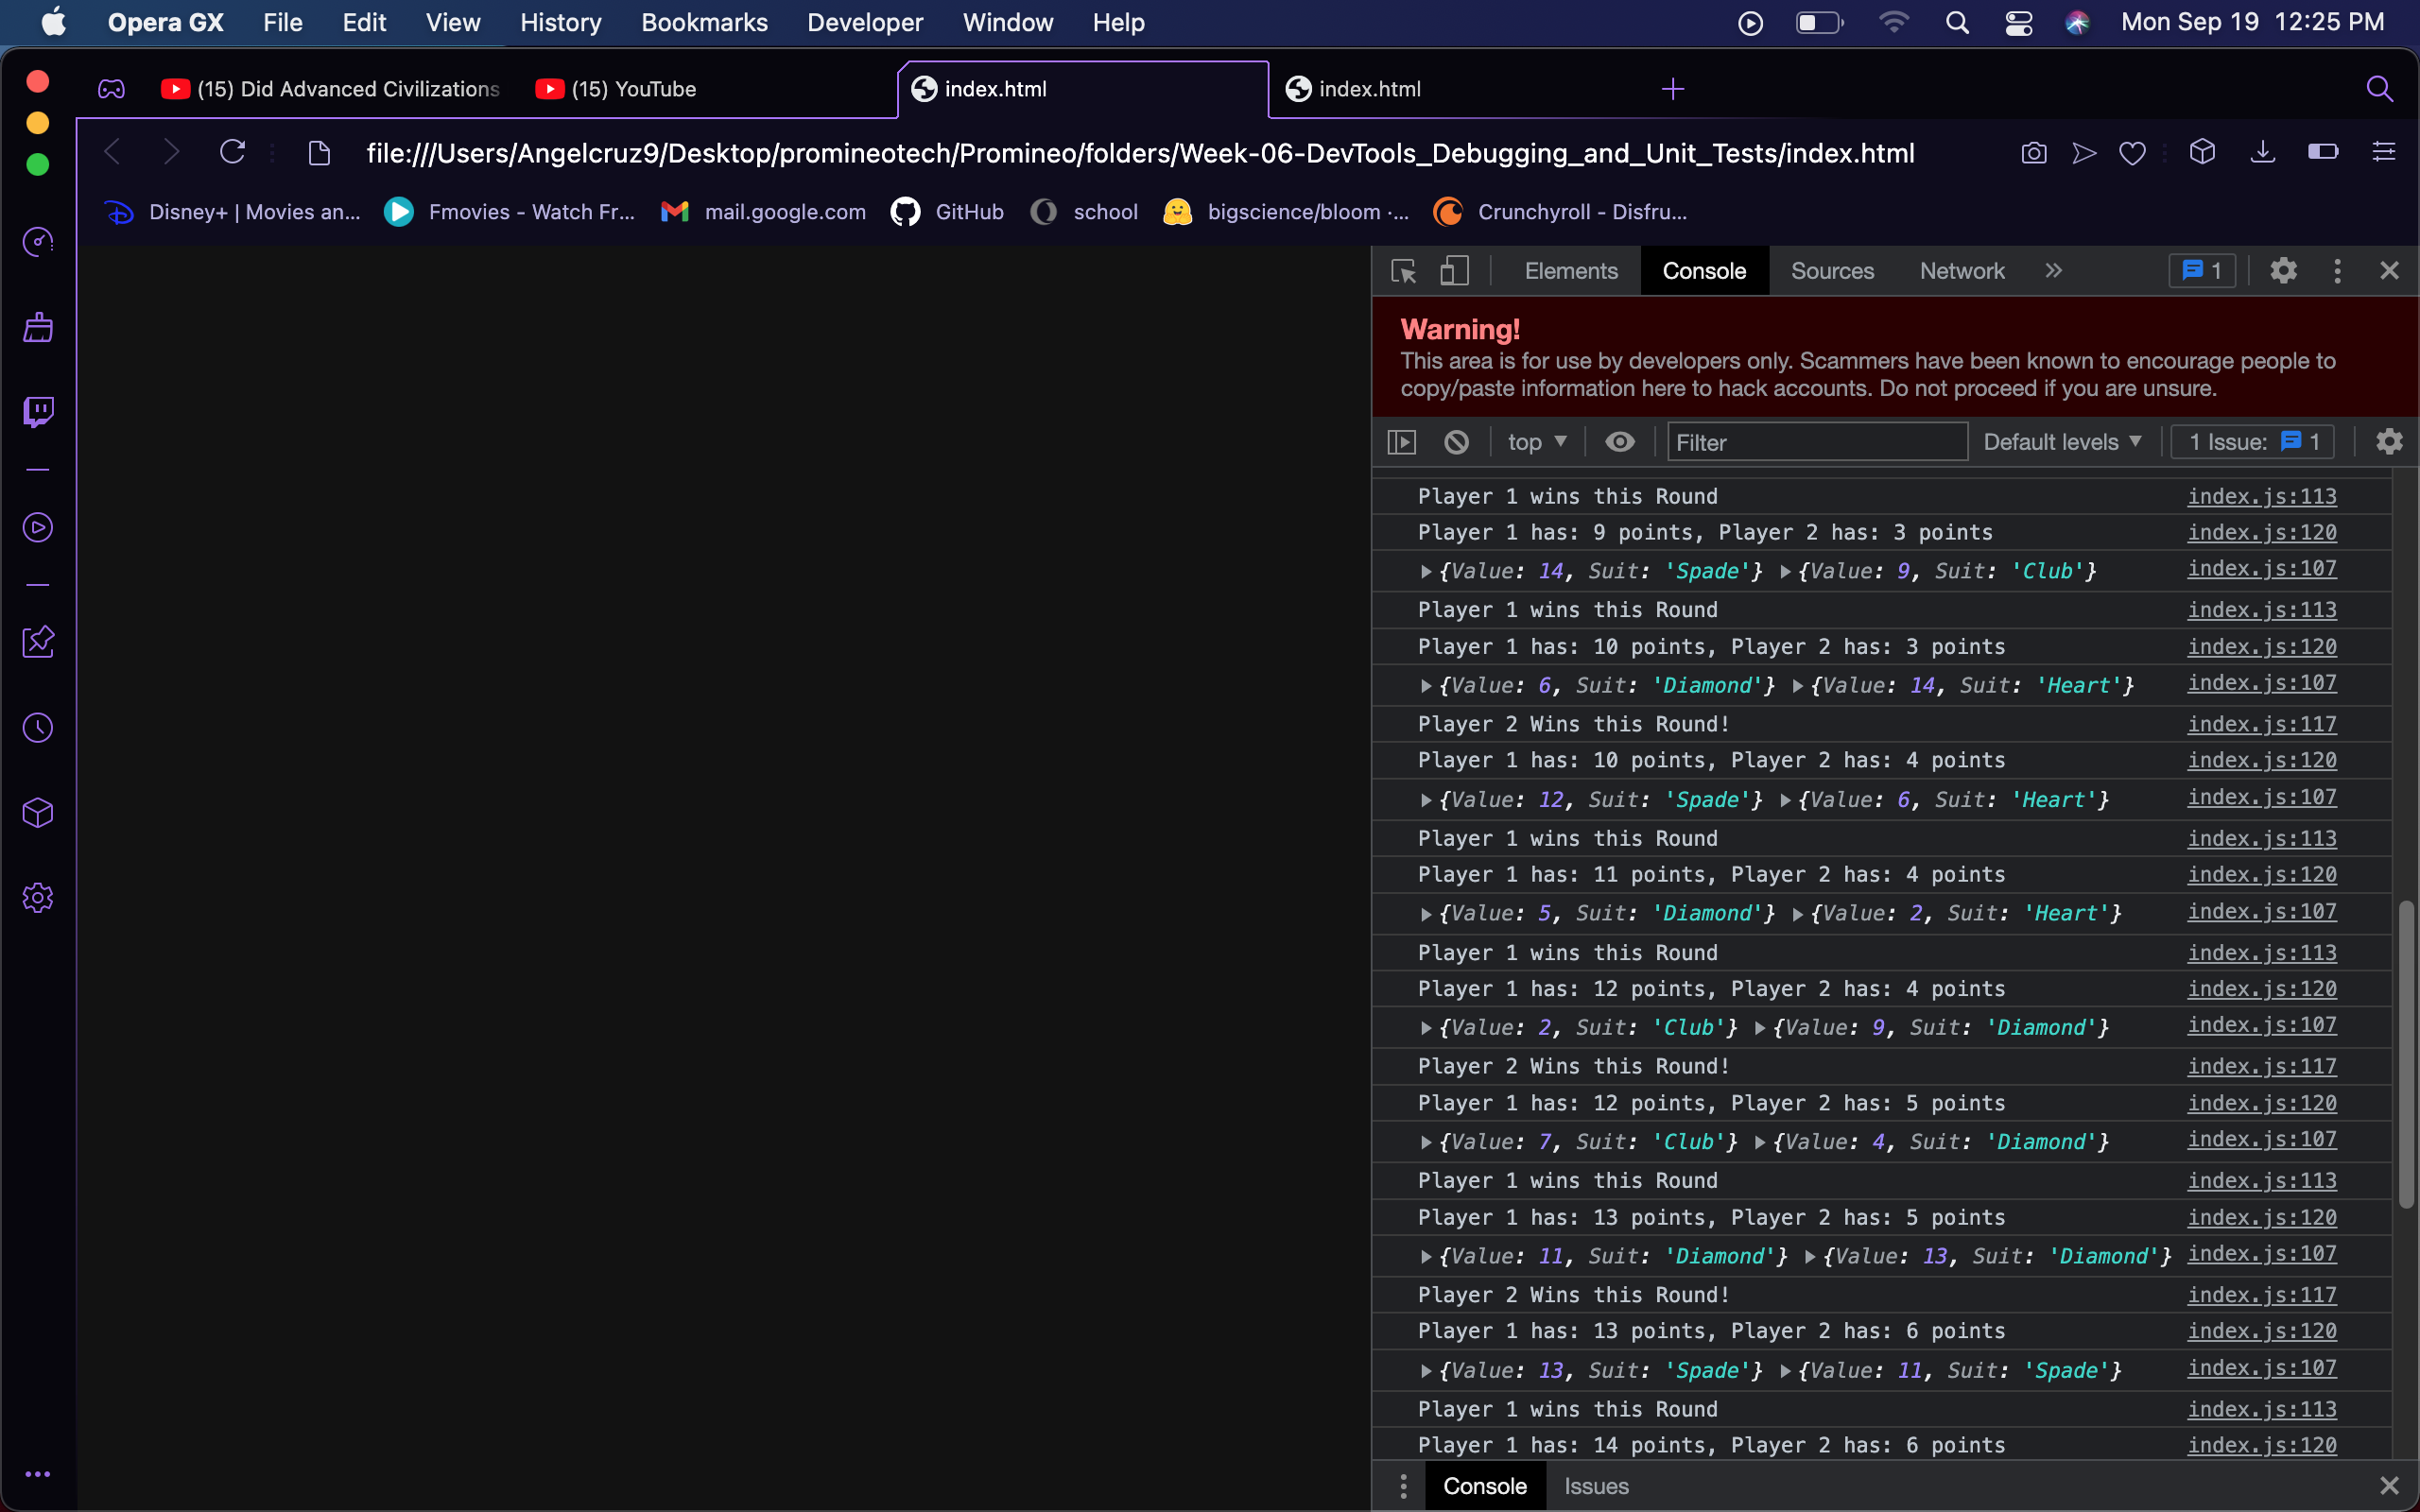 Opera GX File Edit View History Bookmarks Developer Window Help Mon Sep 19 12:25 PM
(15) Did Advanced Civilizations (15) YouTube index.html index.html
file:///Users/Angelcruz9/Desktop/promineotech/Promineo/folders/Week-06-DevTools_Debugging_and_Unit_Tests/index.html
Disney+ | Movies an... Fmovies - Watch Fr... mail.google.com GitHub school bigscience/bloom ·... Crunchyroll - Disfru...
Elements Console Sources Network 1
Warning!
This area is for use by developers only. Scammers have been known to encourage people to
copy/paste information here to hack accounts. Do not proceed if you are unsure.
top Filter Default levels 1 Issue: 1
Player 1 wins this Round index.js:113
Player 1 has: 9 points, Player 2 has: 3 points index.js:120
{Value: 14, Suit: 'Spade'} {Value: 9, Suit: 'Club'} index.js:107
Player 1 wins this Round index.js:113
Player 1 has: 10 points, Player 2 has: 3 points index.js:120
{Value: 6, Suit: 'Diamond'} {Value: 14, Suit: 'Heart'} index.js:107
Player 2 Wins this Round! index.js:117
Player 1 has: 10 points, Player 2 has: 4 points index.js:120
{Value: 12, Suit: 'Spade'} {Value: 6, Suit: 'Heart'} index.js:107
Player 1 wins this Round index.js:113
Player 1 has: 11 points, Player 2 has: 4 points index.js:120
{Value: 5, Suit: 'Diamond'} {Value: 2, Suit: 'Heart'} index.js:107
Player 1 wins this Round index.js:113
Player 1 has: 12 points, Player 2 has: 4 points index.js:120
{Value: 2, Suit: 'Club'} {Value: 9, Suit: 'Diamond'} index.js:107
Player 2 Wins this Round! index.js:117
Player 1 has: 12 points, Player 2 has: 5 points index.js:120
{Value: 7, Suit: 'Club'} {Value: 4, Suit: 'Diamond'} index.js:107
Player 1 wins this Round index.js:113
Player 1 has: 13 points, Player 2 has: 5 points index.js:120
{Value: 11, Suit: 'Diamond'} {Value: 13, Suit: 'Diamond'} index.js:107
Player 2 Wins this Round! index.js:117
Player 1 has: 13 points, Player 2 has: 6 points index.js:120
{Value: 13, Suit: 'Spade'} {Value: 11, Suit: 'Spade'} index.js:107
Player 1 wins this Round index.js:113
Player 1 has: 14 points, Player 2 has: 6 points index.js:120
Console Issues